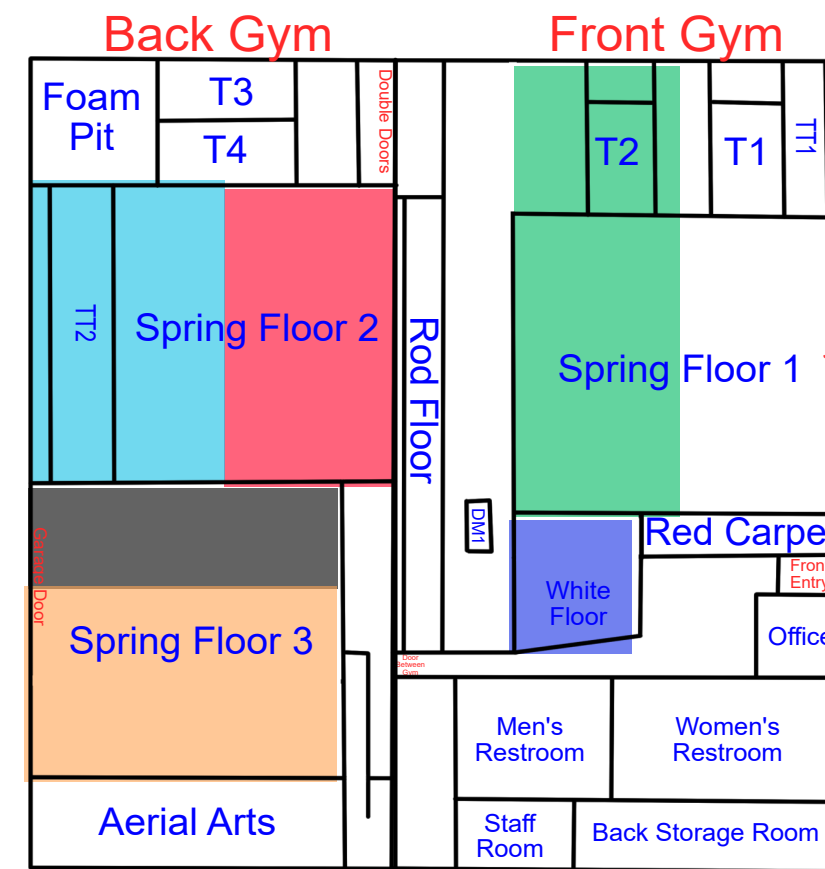 Back Gym
Front Gym
Foam
Pit
T3
T4
Double Doors
T2
T1
TT1
TT2
Spring Floor 2
Rod Floor
Spring Floor 1
DM1
Red Carpe
White
Floor
Fron
Entry
Office
Garage Door
Spring Floor 3
Door
Between
Gym
Men's
Restroom
Women's
Restroom
Aerial Arts
Staff
Room
Back Storage Room